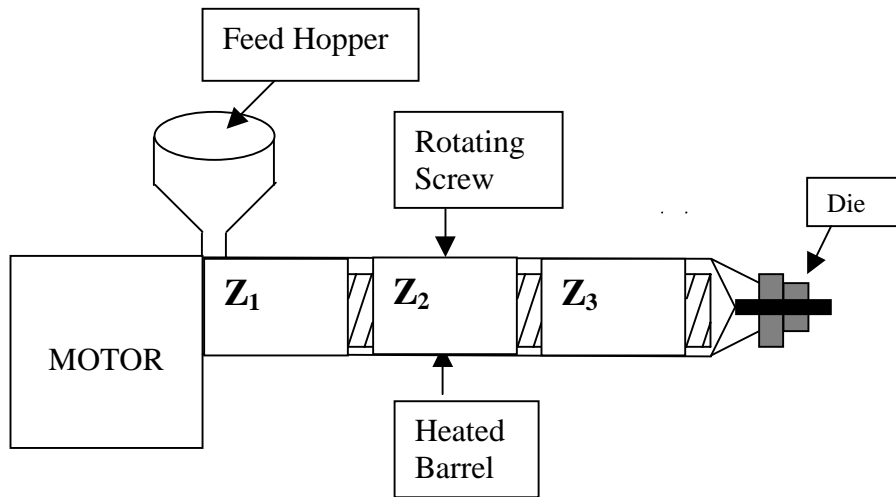 Feed Hopper
Rotating
Screw
Die
Z₁
Z₂
Z₃
MOTOR
Heated
Barrel